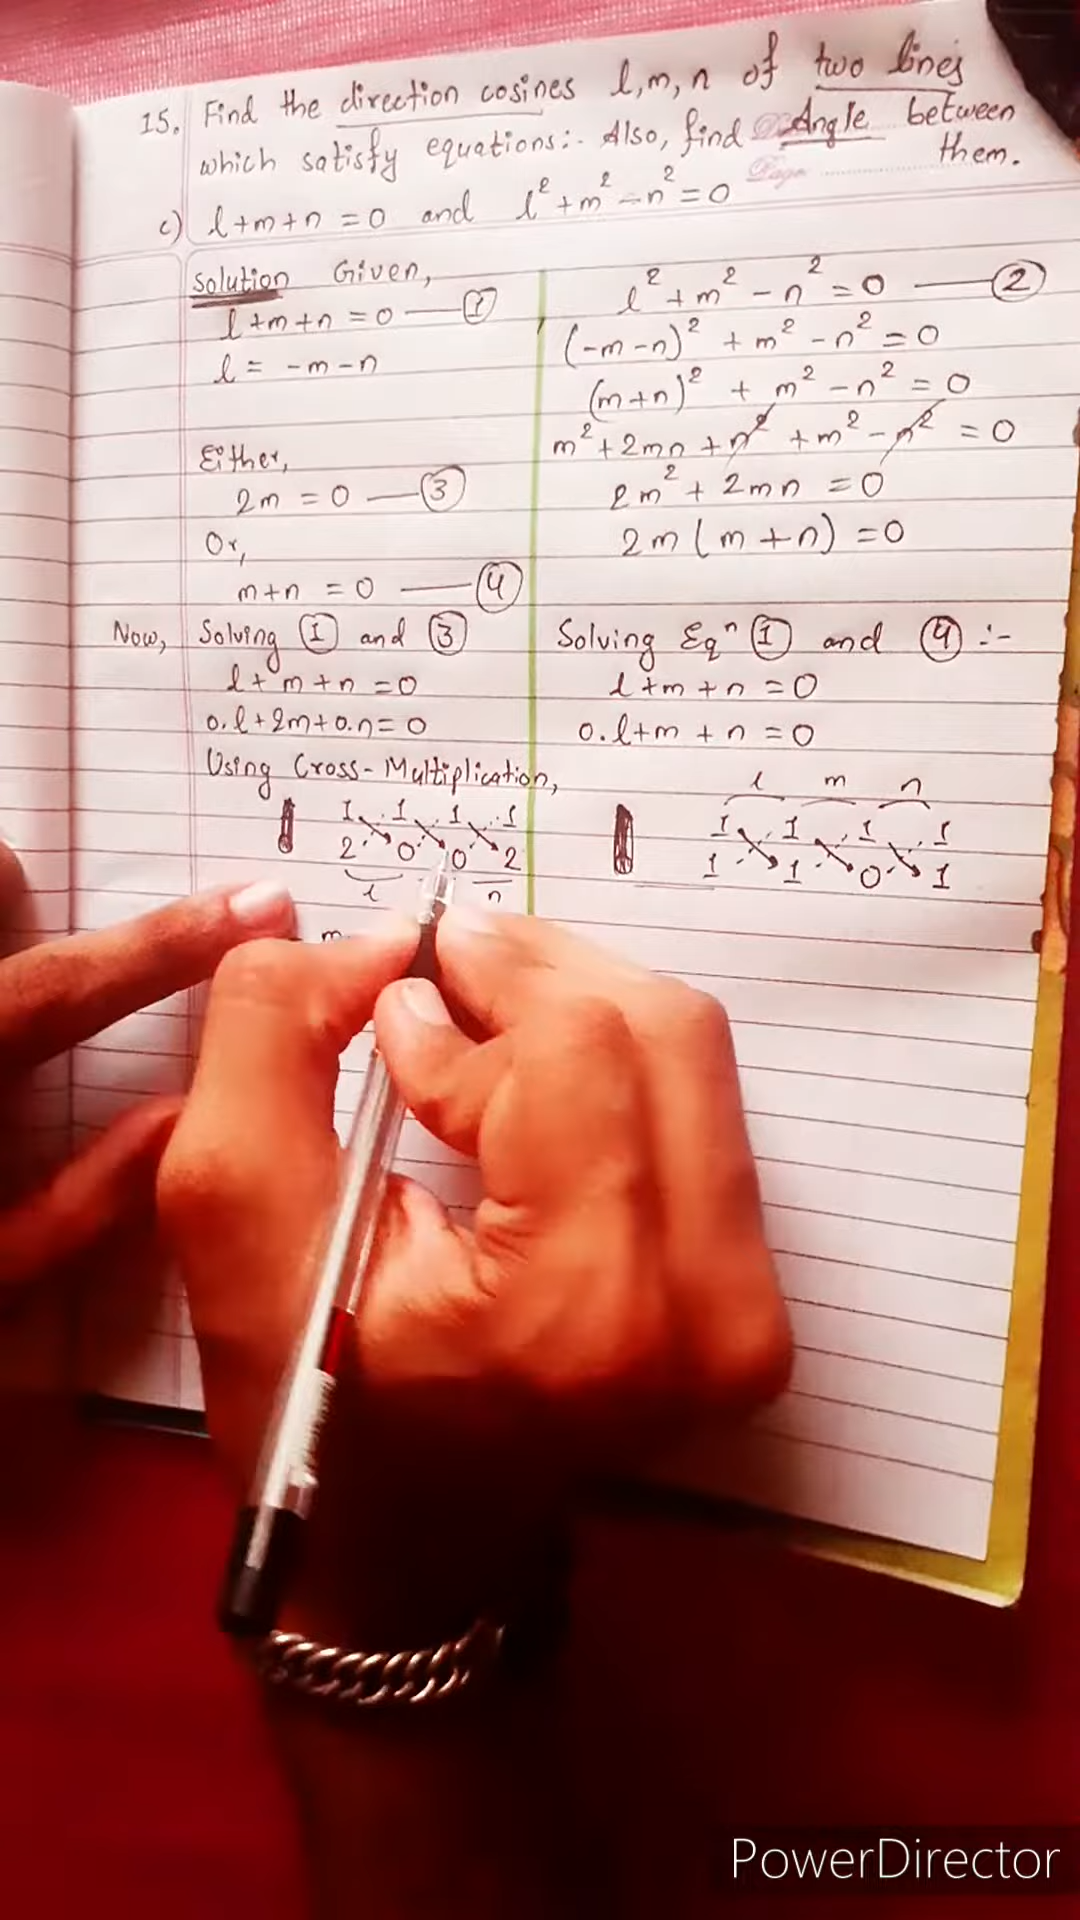 15. Find the direction cosines l,m,n of two lines
which satisfy equations:- Also, find Angle between
them.
Page
c) l+m+n = 0 and l²+m²-n² = 0
Solution Given,
l+m+n = 0 —— ①
l = -m-n
Either,
2m = 0 —— ③
Or,
m+n = 0 —— ④
l²+m²-n² = 0 —— ②
(-m-n)² + m² - n² = 0
(m+n)² + m² - n² = 0
m²+2mn+n²+m²-n² = 0
2m²+2mn = 0
2m(m+n) = 0
Now, Solving ① and ③
l+m+n = 0
0.l+2m+0.n = 0
Using Cross-Multiplication,
1 1 1 1
2 0 0 2
l n
m
Solving Eqⁿ ① and ④ :-
l+m+n = 0
0.l+m+n = 0
l m n
1 1 1 1
1 1 0 1
PowerDirector